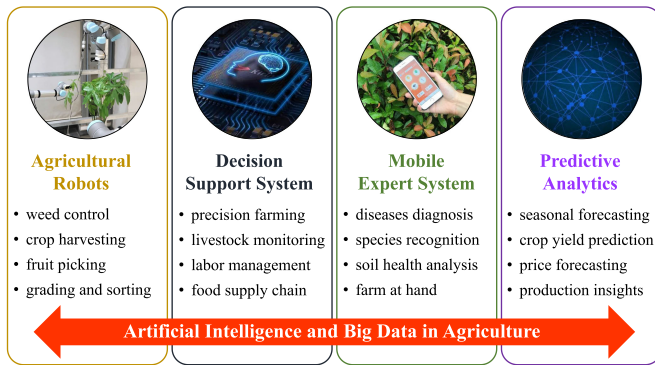 Agricultural
Robots
• weed control
• crop harvesting
• fruit picking
• grading and sorting
Decision
Support System
• precision farming
• livestock monitoring
• labor management
• food supply chain
Mobile
Expert System
• diseases diagnosis
• species recognition
• soil health analysis
• farm at hand
Predictive
Analytics
• seasonal forecasting
• crop yield prediction
• price forecasting
• production insights
Artificial Intelligence and Big Data in Agriculture